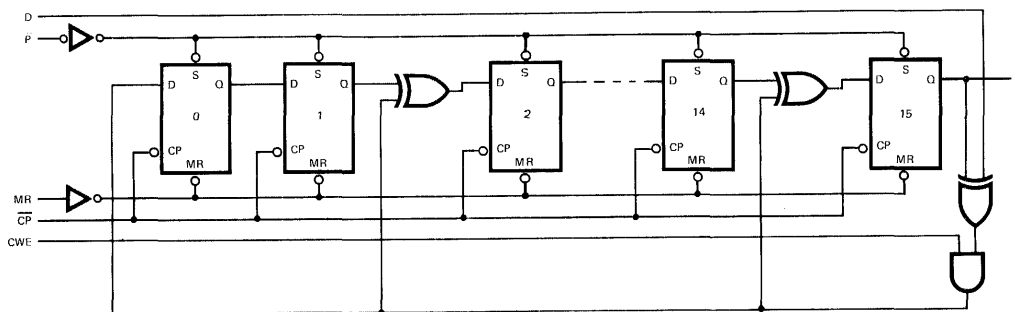 D
P
S S S S S
D Q D Q D Q D Q D Q
0 1 2 14 15
CP CP CP CP CP
MR MR MR MR MR
MR
CP
CWE